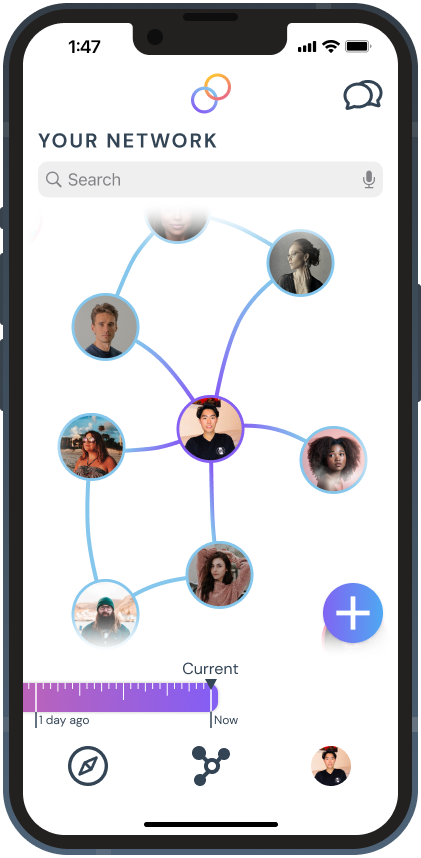 1:47
YOUR NETWORK
Search
Current
1 day ago
Now